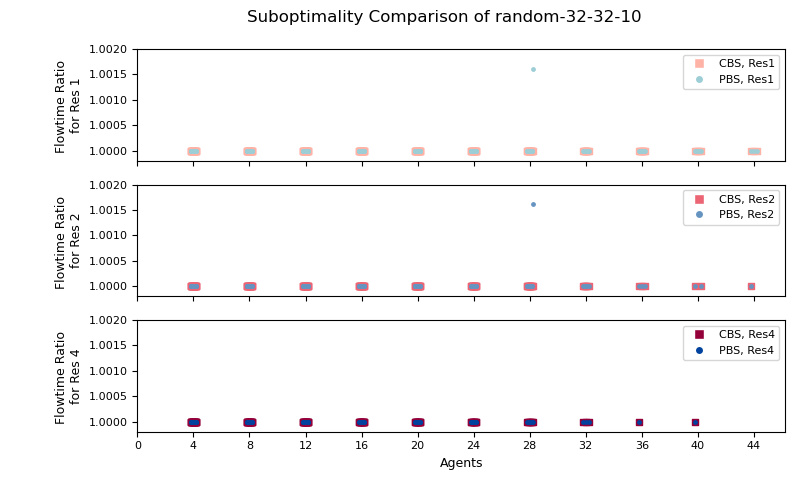 Suboptimality Comparison of random-32-32-10
Flowtime Ratio
for Res 1
1.0020
1.0015
1.0010
1.0005
1.0000
CBS, Res1
PBS, Res1
Flowtime Ratio
for Res 2
1.0020
1.0015
1.0010
1.0005
1.0000
CBS, Res2
PBS, Res2
Flowtime Ratio
for Res 4
1.0020
1.0015
1.0010
1.0005
1.0000
CBS, Res4
PBS, Res4
0 4 8 12 16 20 24 28 32 36 40 44
Agents